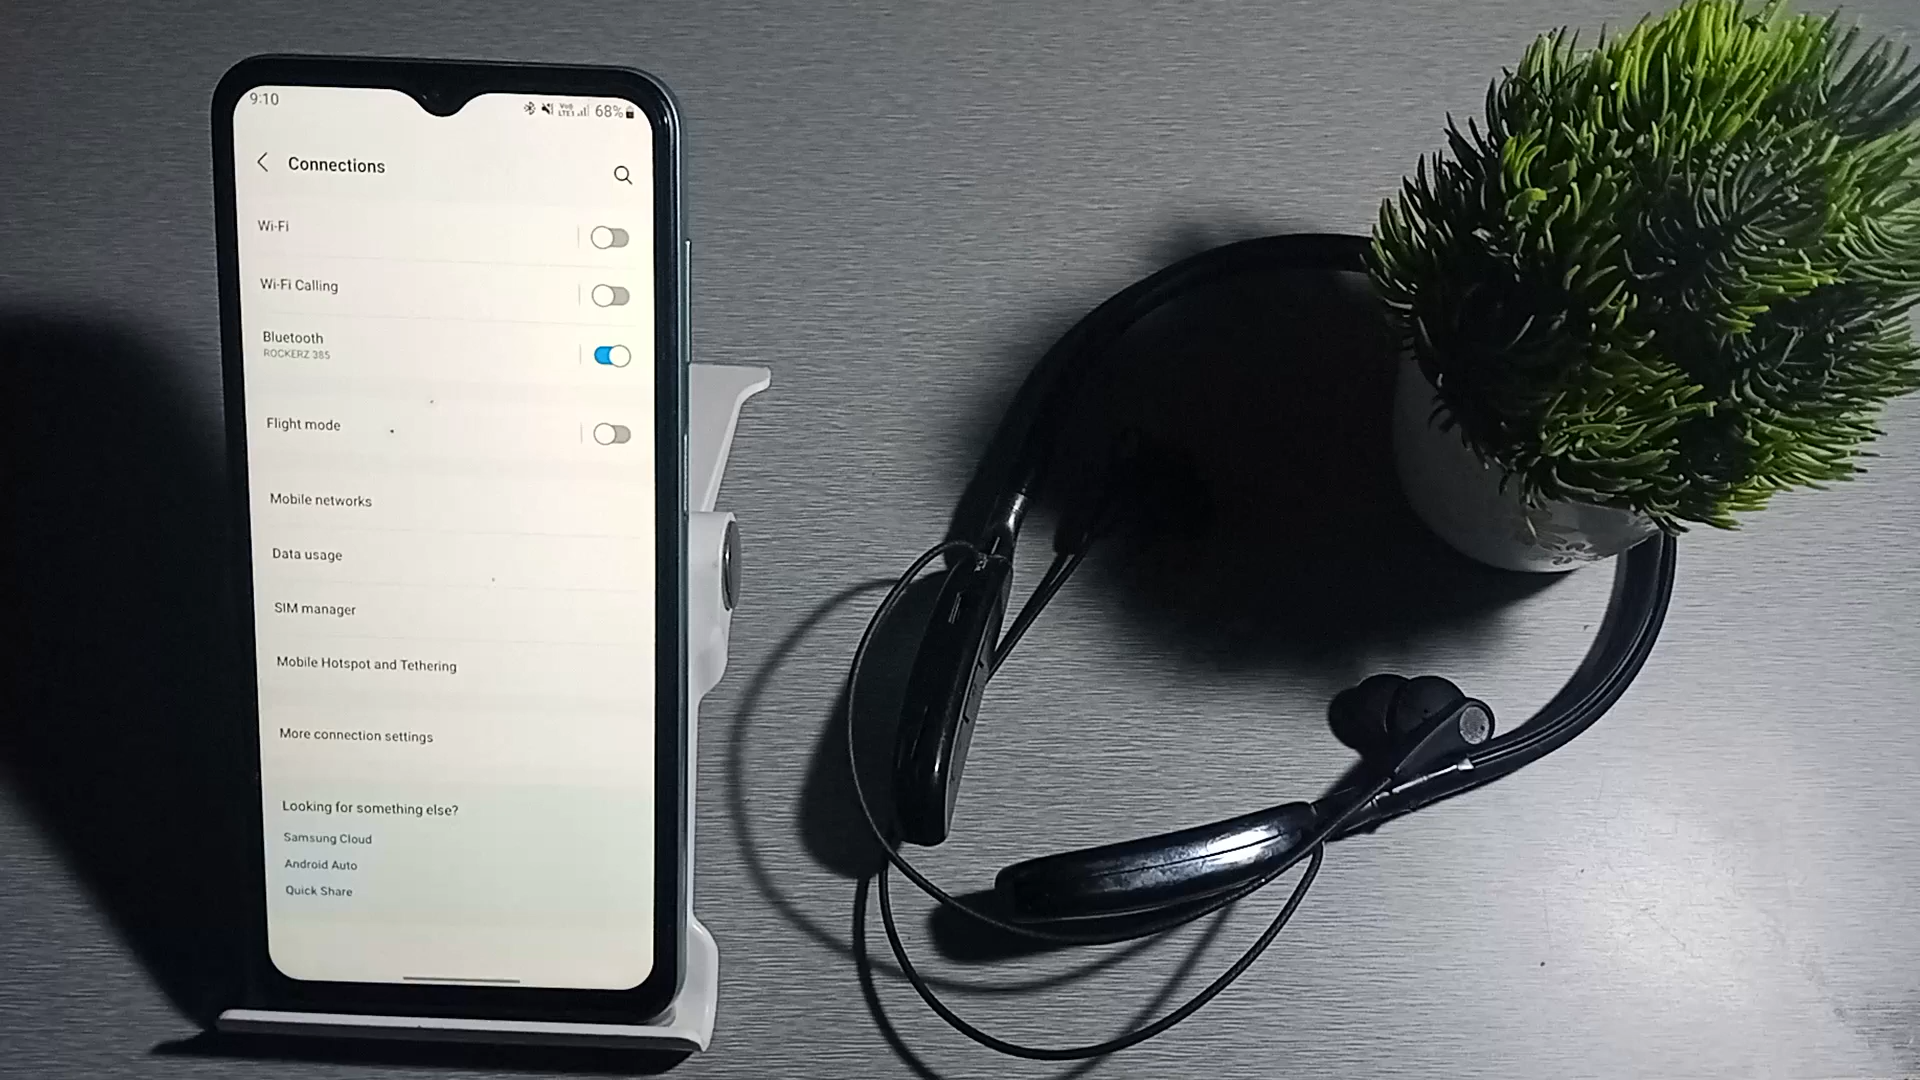 9:10
68%
Connections
Wi-Fi
Wi-Fi Calling
Bluetooth
ROCKERZ 385
Flight mode
Mobile networks
Data usage
SIM manager
Mobile Hotspot and Tethering
More connection settings
Looking for something else?
Samsung Cloud
Android Auto
Quick Share